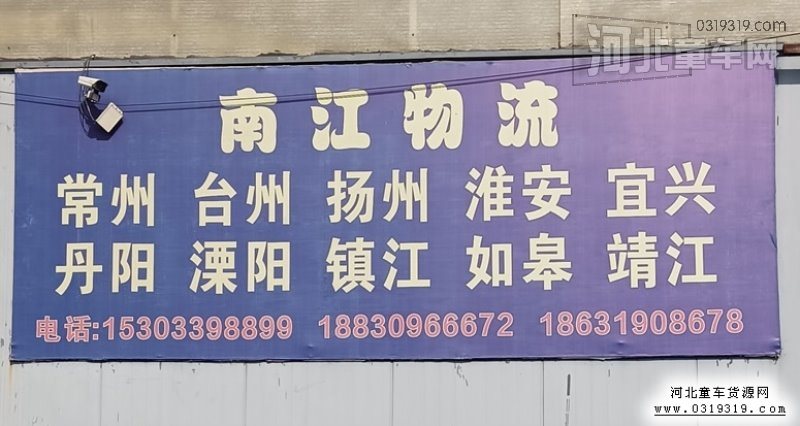 0319319.com
河北童车网
南江物流
常州 台州 扬州 淮安 宜兴
丹阳 溧阳 镇江 如皋 靖江
电话:15303398899 18830966672 18631908678
河北童车货源网
www.0319319.com